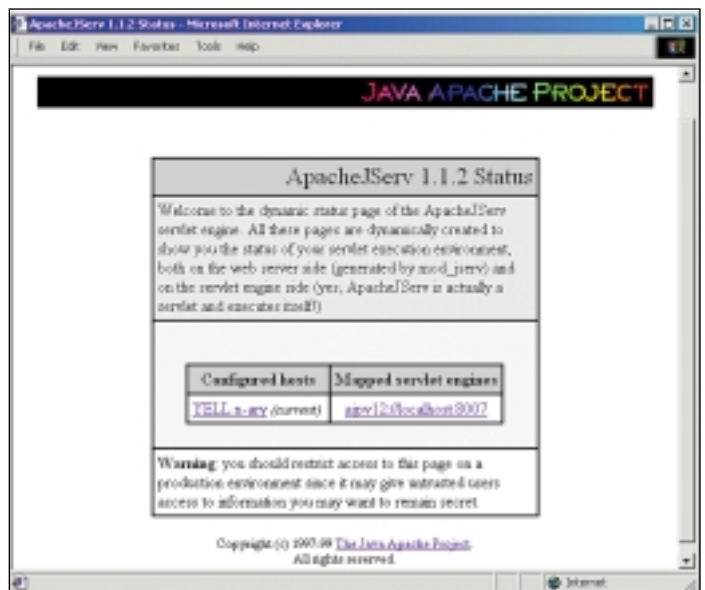 ApacheJServ 1.1.2 Status - Microsoft Internet Explorer
File Edit View Favorites Tools Help
JAVA APACHE PROJECT
ApacheJServ 1.1.2 Status
Welcome to the dynamic status page of the ApacheJServ
servlet engine. All these pages are dynamically created to
show you the status of your servlet execution environment,
both on the web server side (generated by mod_jserv) and
on the servlet engine side (yes, ApacheJServ is actually a
servlet and executes itself!)
Configured hosts Mapped servlet engines
(current) ajpv12://localhost:8007
Warning: you should restrict access to this page on a
production environment since it may give untrusted users
access to information you may want to remain secret.
Copyright (c) 1997-99 The Java Apache Project.
All rights reserved.
Internet